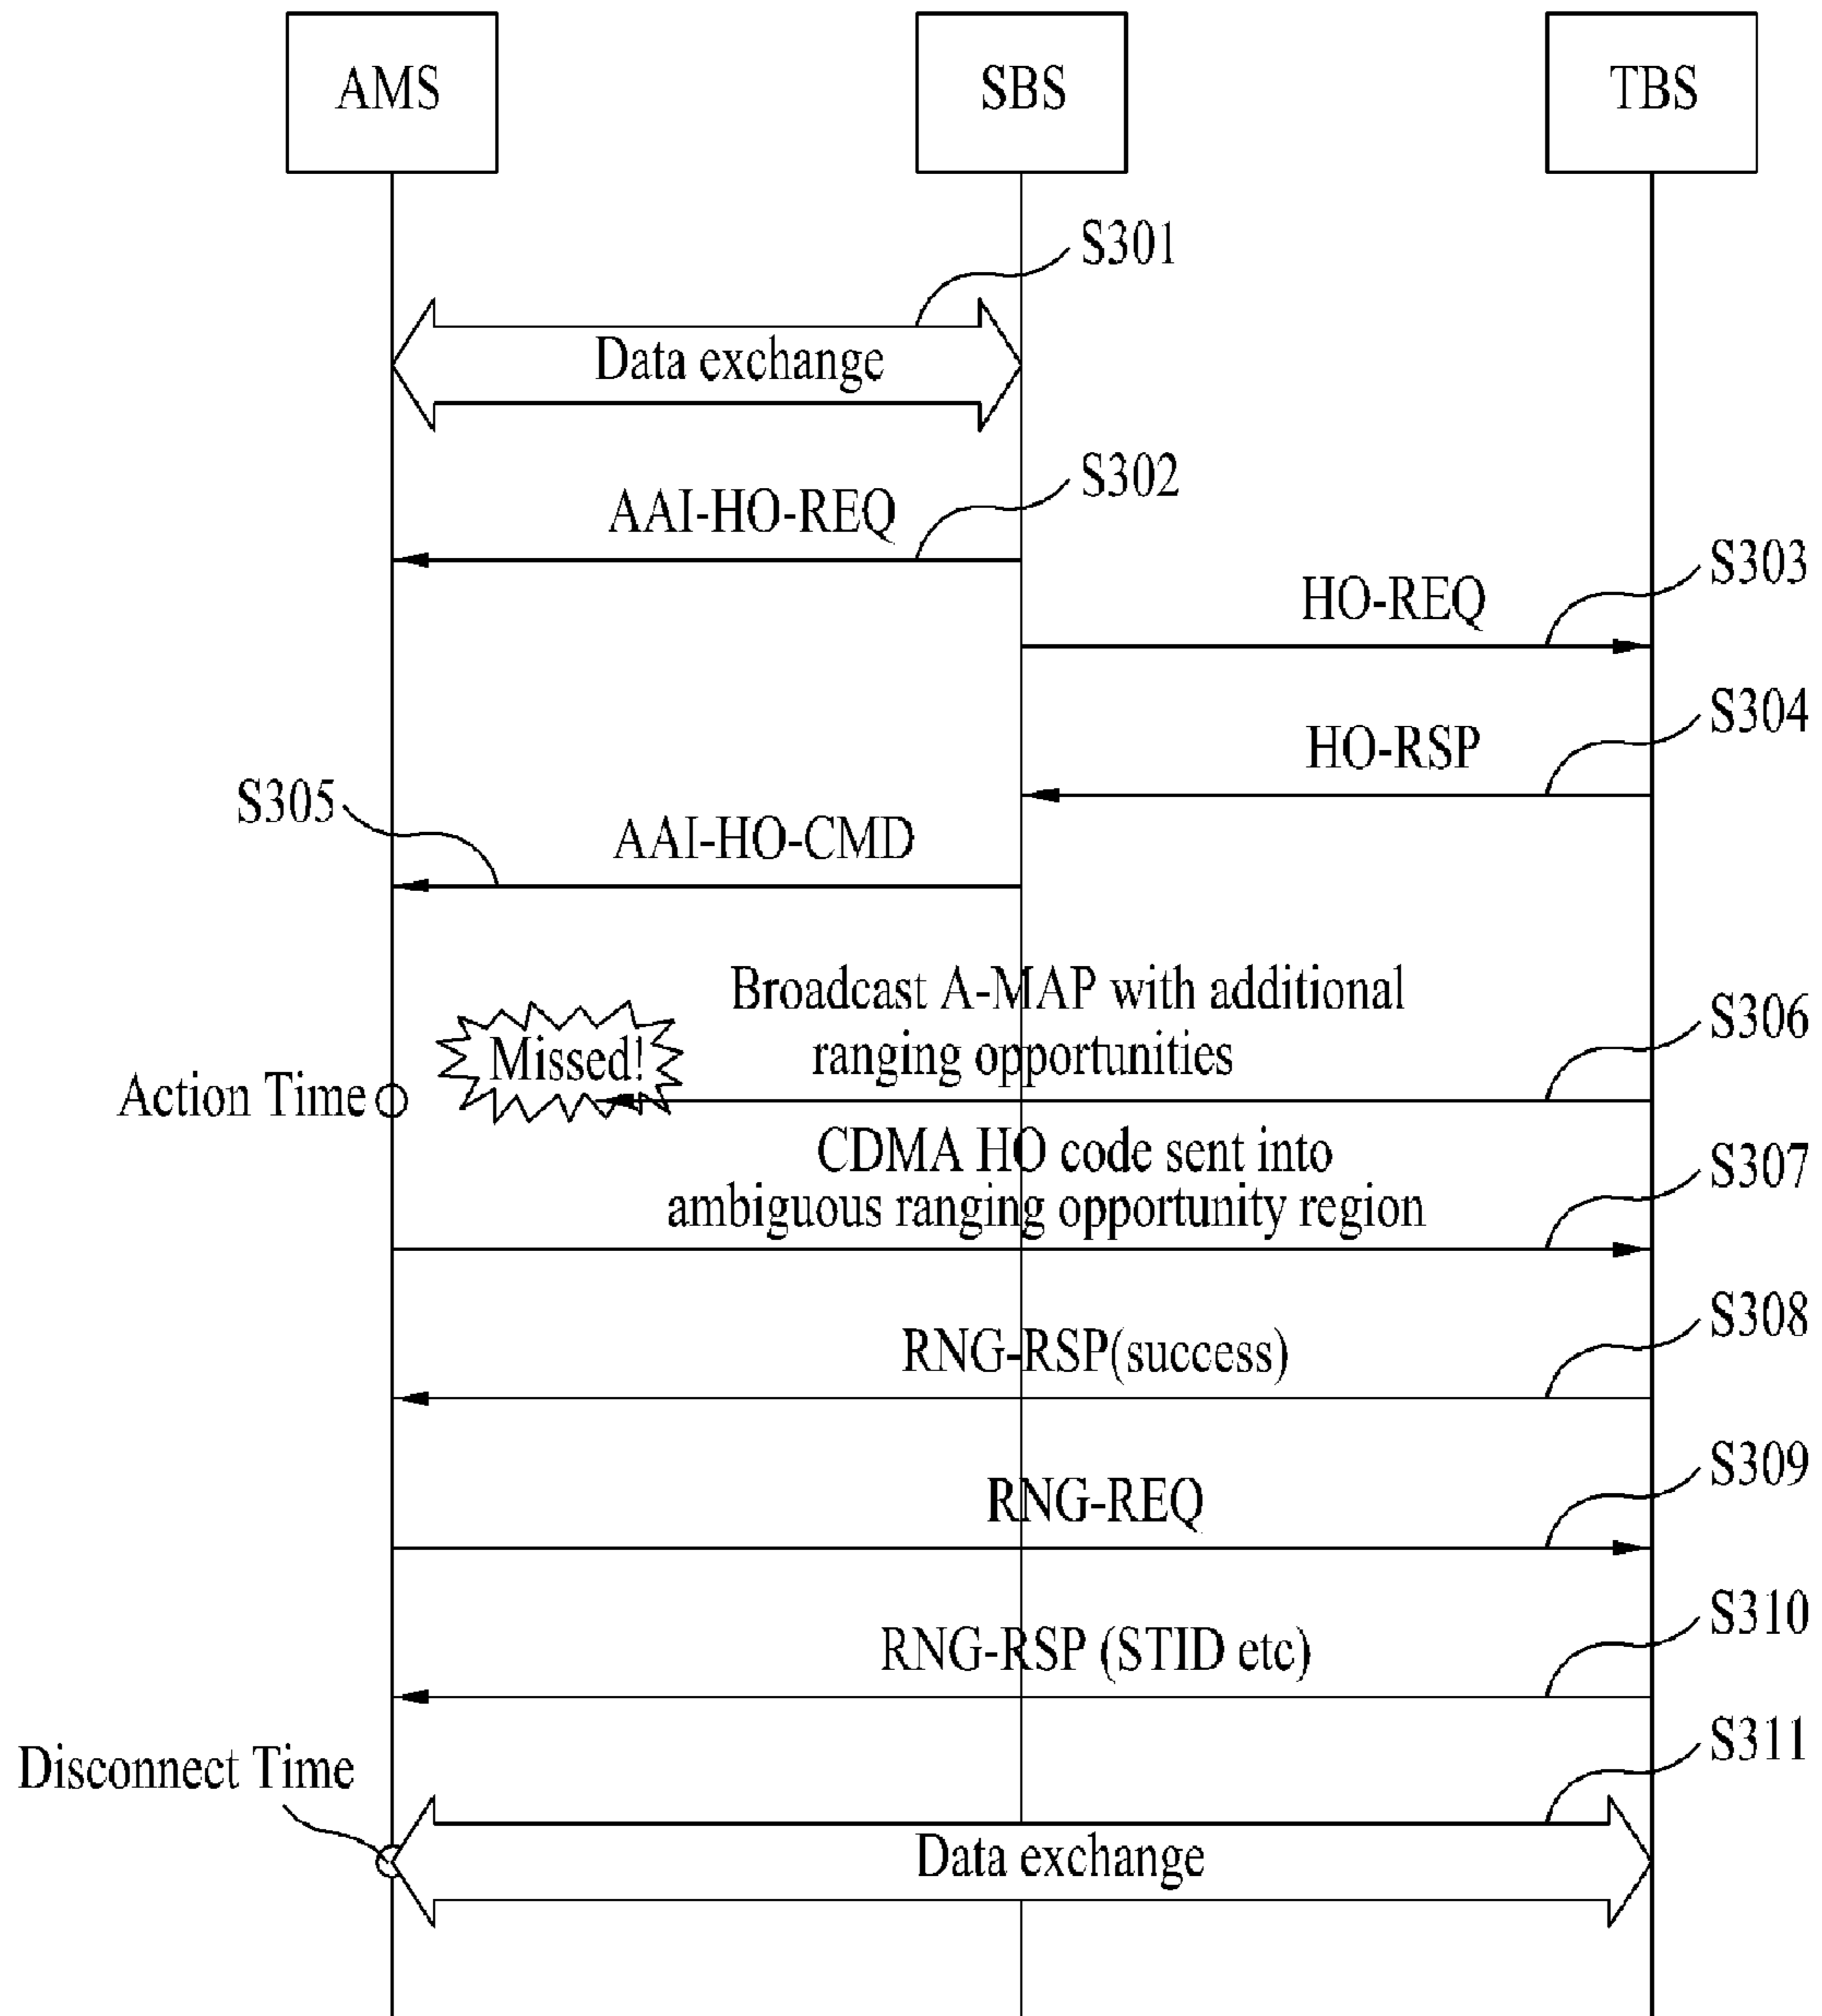 AMS
SBS
TBS
S301
Data exchange
S302
AAI-HO-REQ
S303
HO-REQ
S304
HO-RSP
S305
AAI-HO-CMD
Broadcast A-MAP with additional
ranging opportunities
S306
Missed!
Action Time
CDMA HO code sent into
ambiguous ranging opportunity region
S307
S308
RNG-RSP(success)
S309
RNG-REQ
S310
RNG-RSP (STID etc)
S311
Disconnect Time
Data exchange